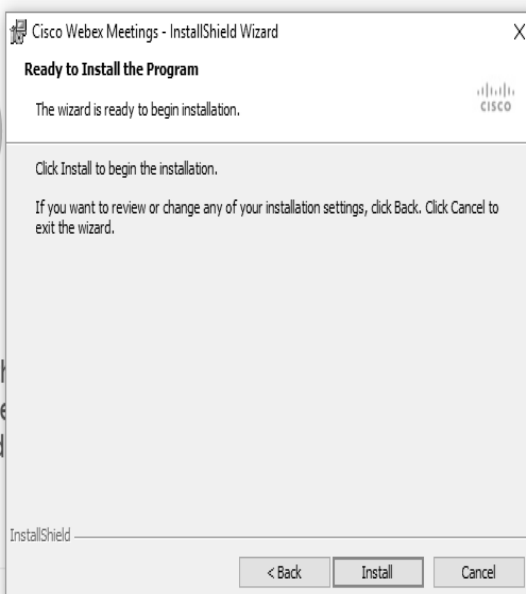 Cisco Webex Meetings - InstallShield Wizard
Ready to Install the Program
The wizard is ready to begin installation.
CISCO
Click Install to begin the installation.
If you want to review or change any of your installation settings, click Back. Click Cancel to
exit the wizard.
InstallShield
< Back
Install
Cancel